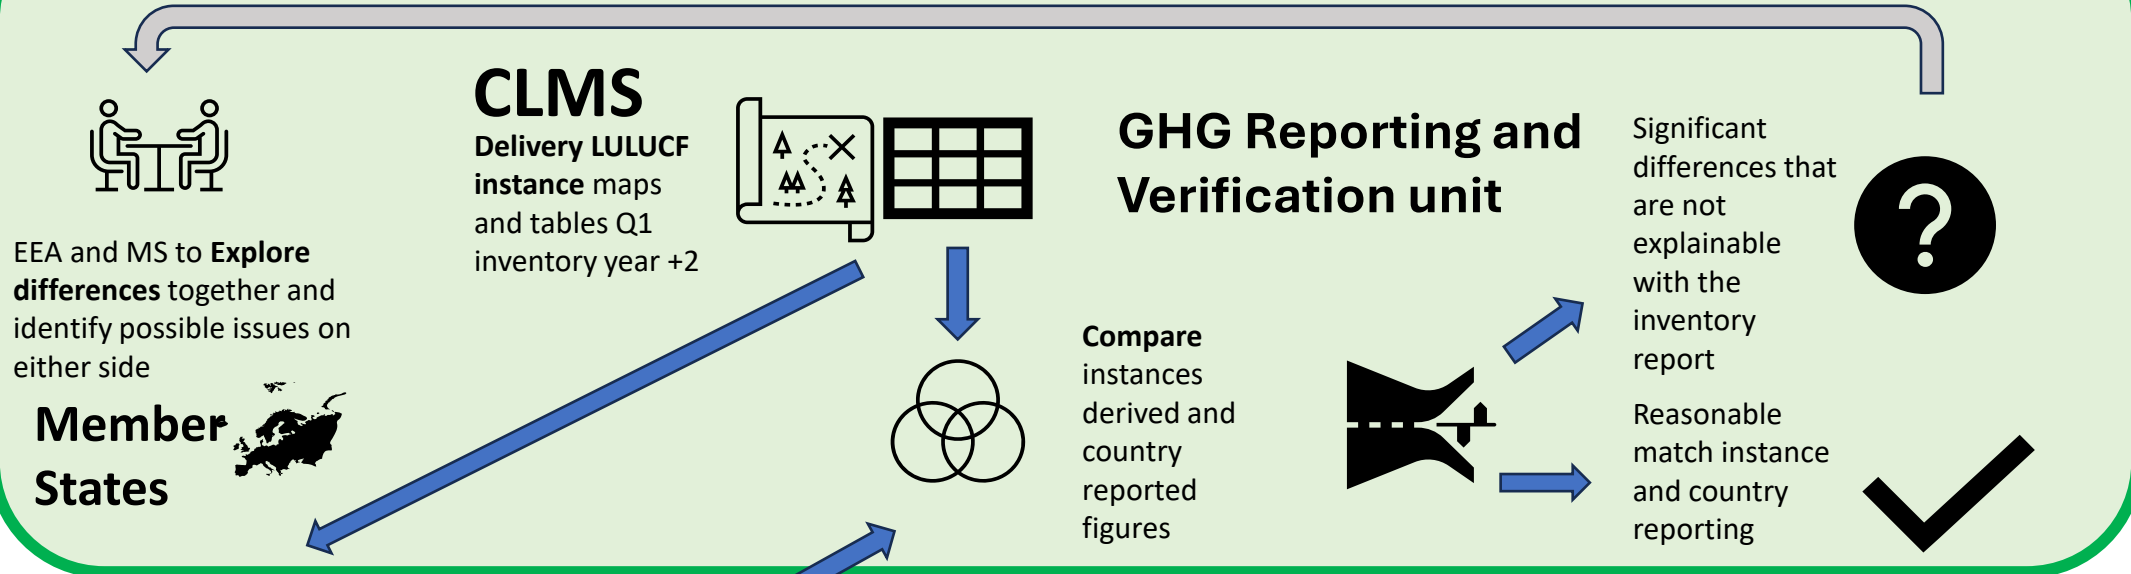 EEA and MS to Explore
differences together and
identify possible issues on
either side
Member
States
CLMS
Delivery LULUCF
instance maps
and tables Q1
inventory year +2
GHG Reporting and
Verification unit
Compare
instances
derived and
country
reported
figures
Significant
differences that
are not
explainable
with the
inventory
report
Reasonable
match instance
and country
reporting